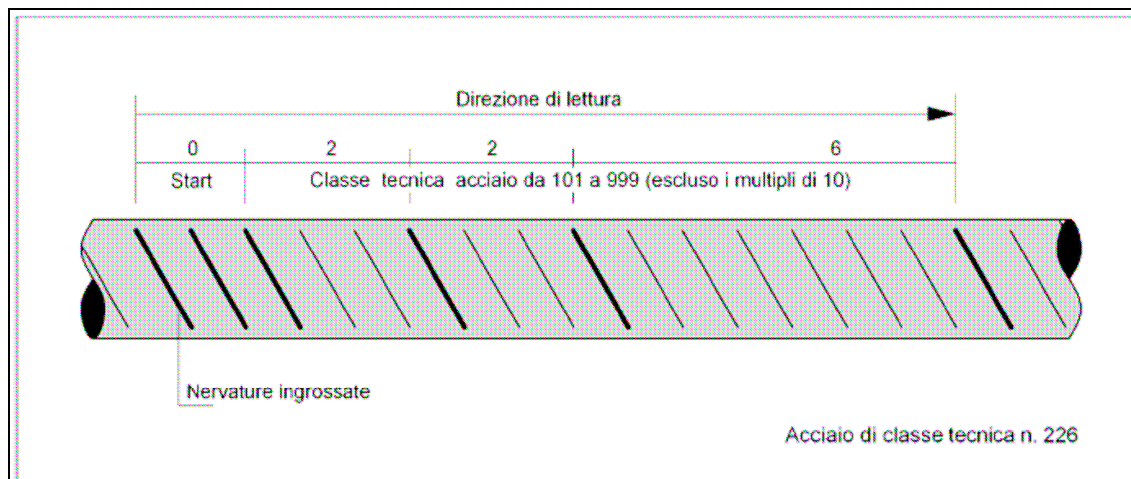 Direzione di lettura
0 2 2 6
Start Classe tecnica acciaio da 101 a 999 (escluso i multipli di 10)
Nervature ingrossate
Acciaio di classe tecnica n. 226